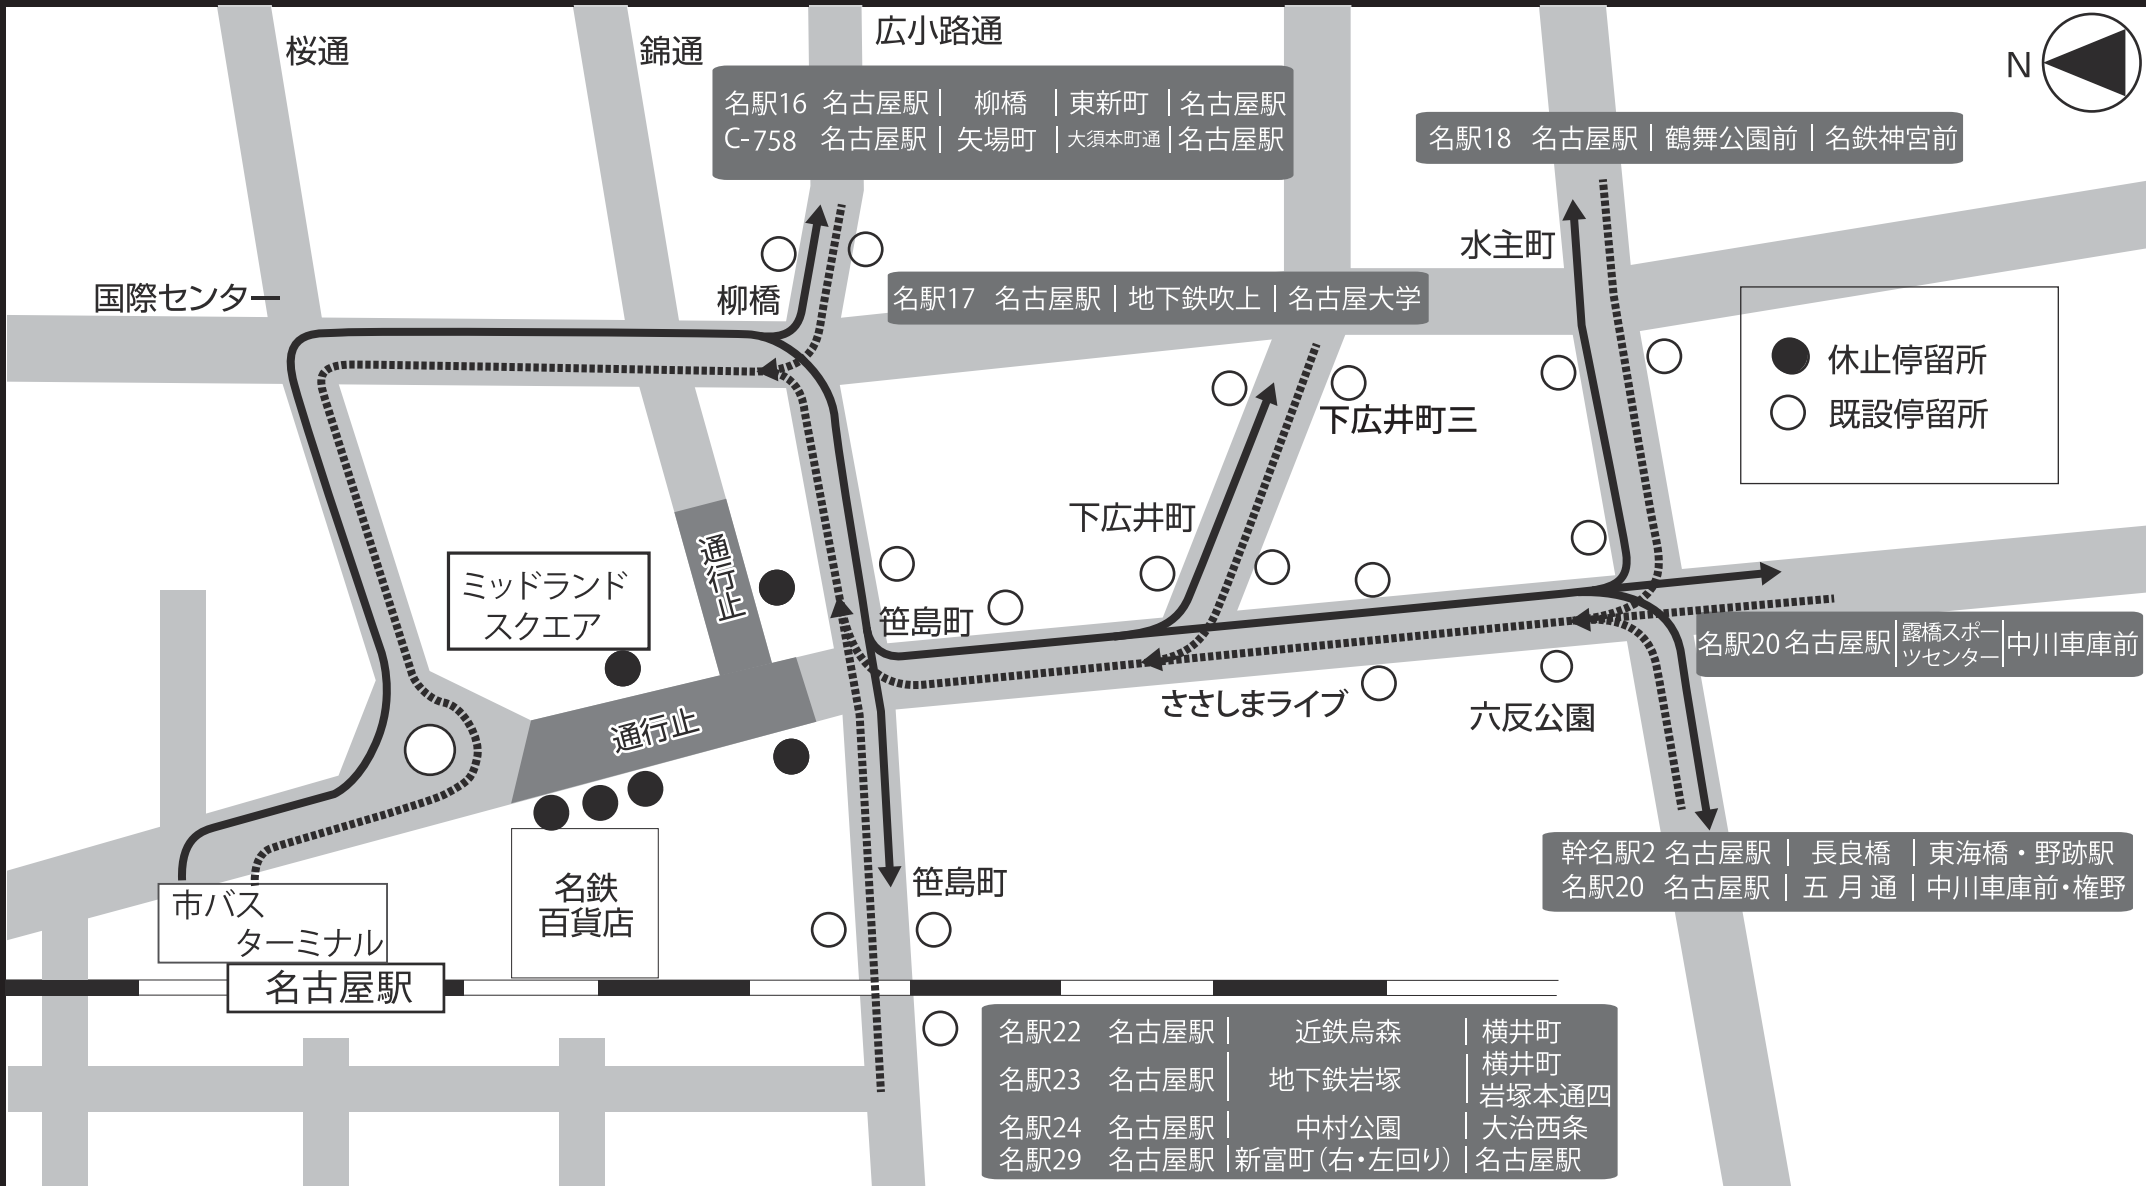 桜通
錦通
広小路通
N
名駅16 名古屋駅 | 柳橋 | 東新町 | 名古屋駅
C-758 名古屋駅 | 矢場町 | 大須本町通 | 名古屋駅
名駅18 名古屋駅 | 鶴舞公園前 | 名鉄神宮前
水主町
国際センター
柳橋
名駅17 名古屋駅 | 地下鉄吹上 | 名古屋大学
休止停留所
既設停留所
下広井町三
下広井町
通行止
ミッドランド
スクエア
笹島町
名駅20 名古屋駅 | 露橋スポー
ツセンター | 中川車庫前
ささしまライブ
六反公園
通行止
幹名駅2 名古屋駅 | 長良橋 | 東海橋・野跡駅
名駅20 名古屋駅 | 五月通 | 中川車庫前・権野
笹島町
名鉄
百貨店
市バス
ターミナル
名古屋駅
名駅22 名古屋駅 | 近鉄烏森 | 横井町
名駅23 名古屋駅 | 地下鉄岩塚 | 横井町
岩塚本通四
名駅24 名古屋駅 | 中村公園 | 大治西条
名駅29 名古屋駅 | 新富町(右・左回り) | 名古屋駅